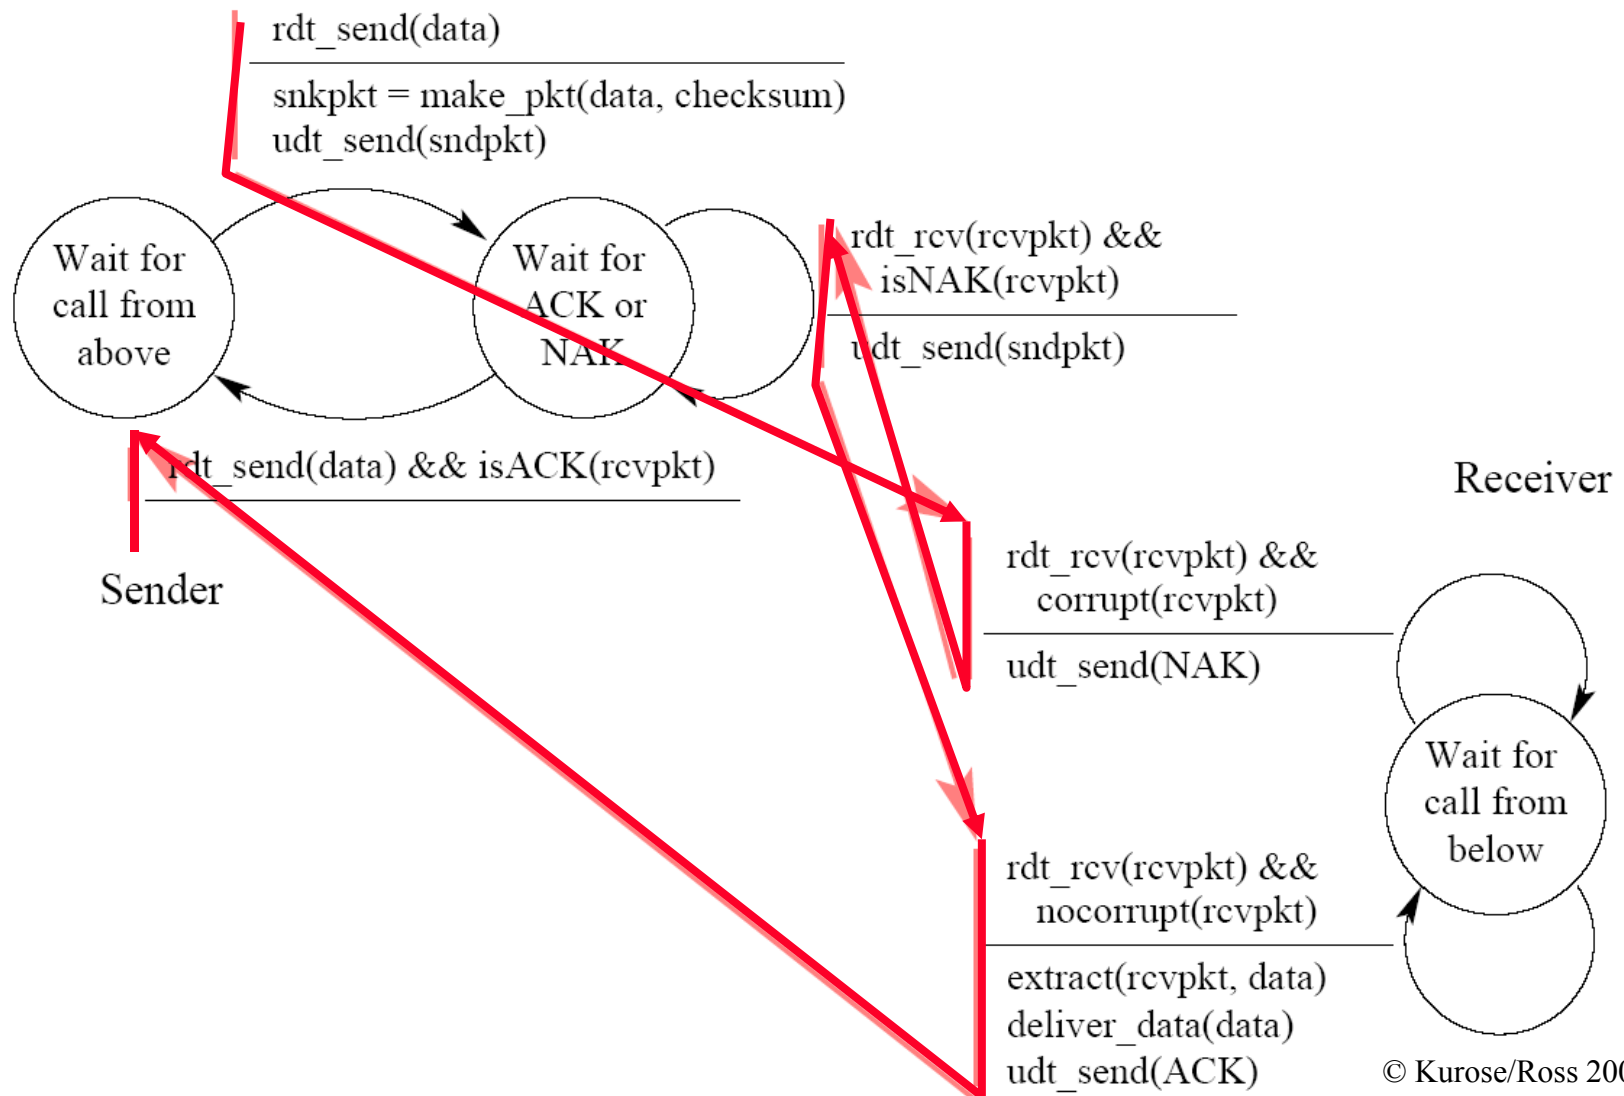 rdt_send(data)
snkpkt = make_pkt(data, checksum)
udt_send(sndpkt)
Wait for
call from
above
Wait for
ACK or
NAK
rdt_rcv(rcvpkt) &&
isNAK(rcvpkt)
udt_send(sndpkt)
rdt_send(data) && isACK(rcvpkt)
Sender
Receiver
rdt_rcv(rcvpkt) &&
corrupt(rcvpkt)
udt_send(NAK)
Wait for
call from
below
rdt_rcv(rcvpkt) &&
nocorrupt(rcvpkt)
extract(rcvpkt, data)
deliver_data(data)
udt_send(ACK)
© Kurose/Ross 200